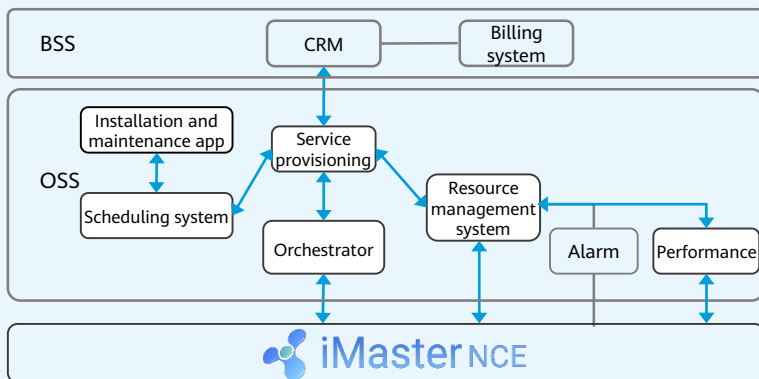 BSS
CRM
Billing
system
Installation and
maintenance app
Service
provisioning
OSS
Scheduling system
Resource
management
system
Orchestrator
Alarm
Performance
iMaster NCE